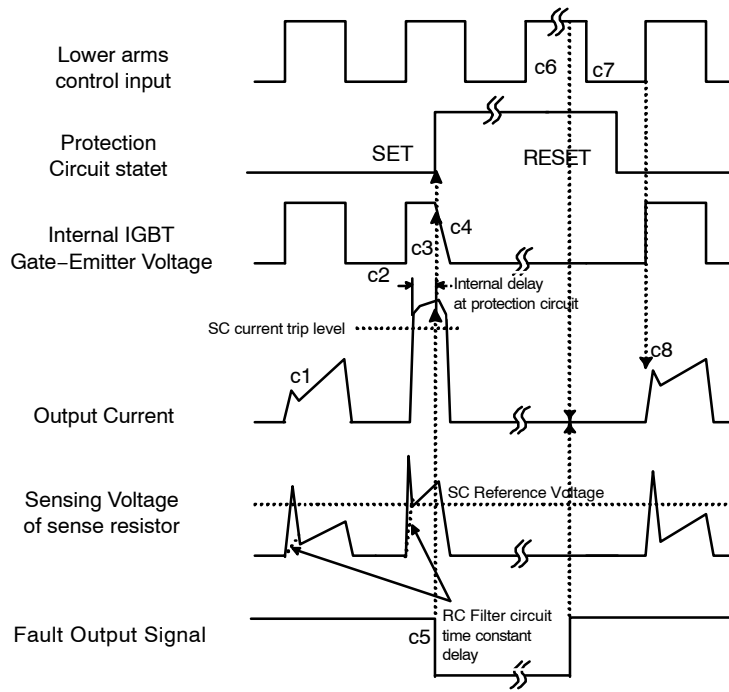 Lower arms
control input
c6
c7
Protection
Circuit statet
SET
RESET
Internal IGBT
Gate−Emitter Voltage
c4
c3
c2
Internal delay
at protection circuit
SC current trip level
c1
c8
Output Current
Sensing Voltage
of sense resistor
SC Reference Voltage
Fault Output Signal
c5
RC Filter circuit
time constant
delay